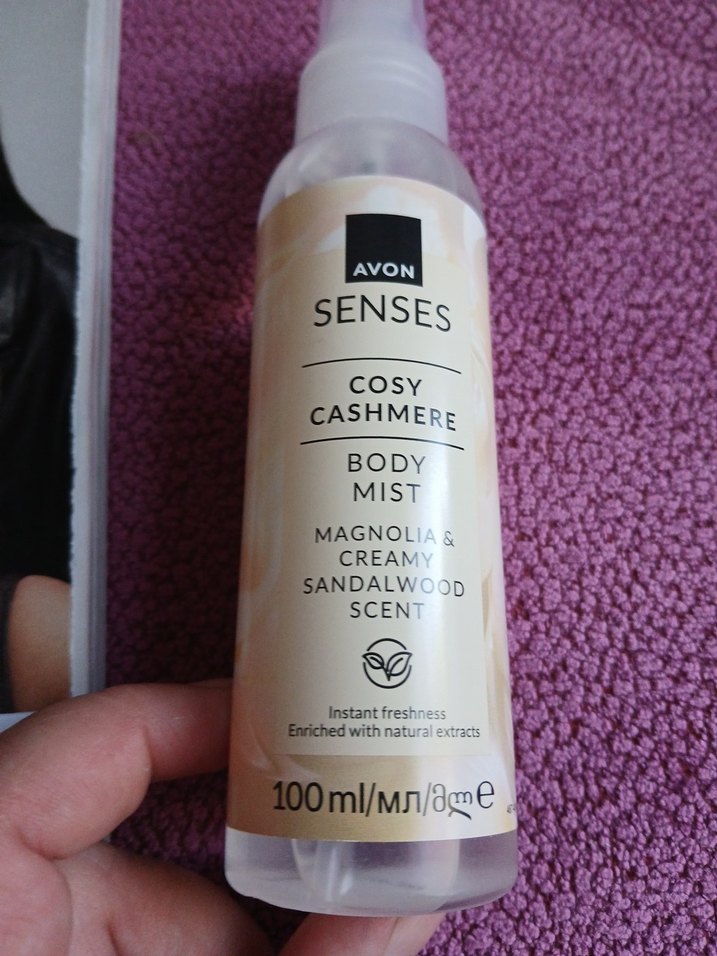 AVON
SENSES
COSY
CASHMERE
BODY
MIST
MAGNOLIA &
CREAMY
SANDALWOOD
SCENT
Instant freshness
Enriched with natural extracts
100 ml/мл/მლ e